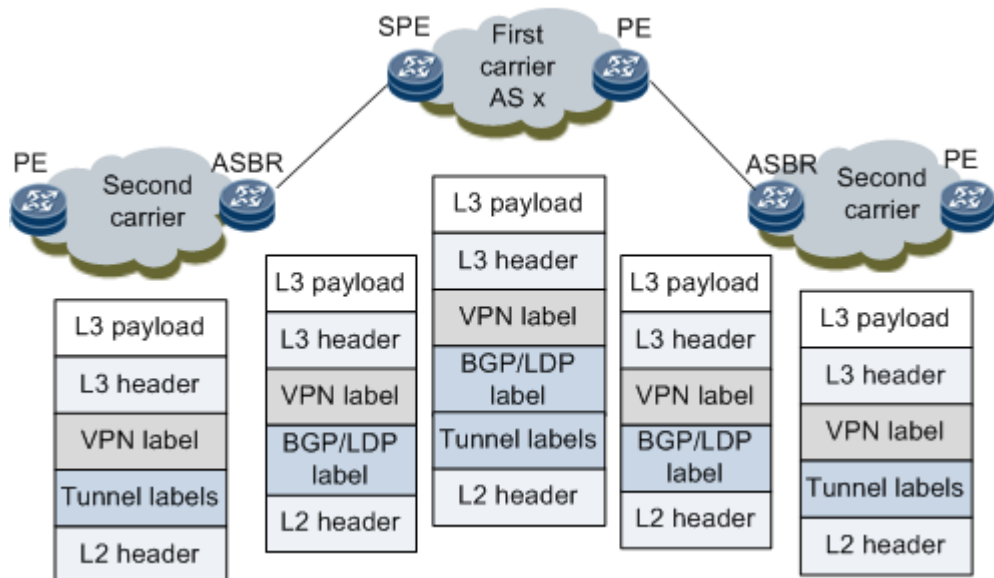 SPE
First
carrier
AS x
PE
PE
Second
carrier
ASBR
ASBR
Second
carrier
PE
L3 payload
L3 header
VPN label
Tunnel labels
L2 header
L3 payload
L3 header
VPN label
BGP/LDP
label
L2 header
L3 payload
L3 header
VPN label
BGP/LDP
label
Tunnel labels
L2 header
L3 payload
L3 header
VPN label
BGP/LDP
label
L2 header
L3 payload
L3 header
VPN label
Tunnel labels
L2 header